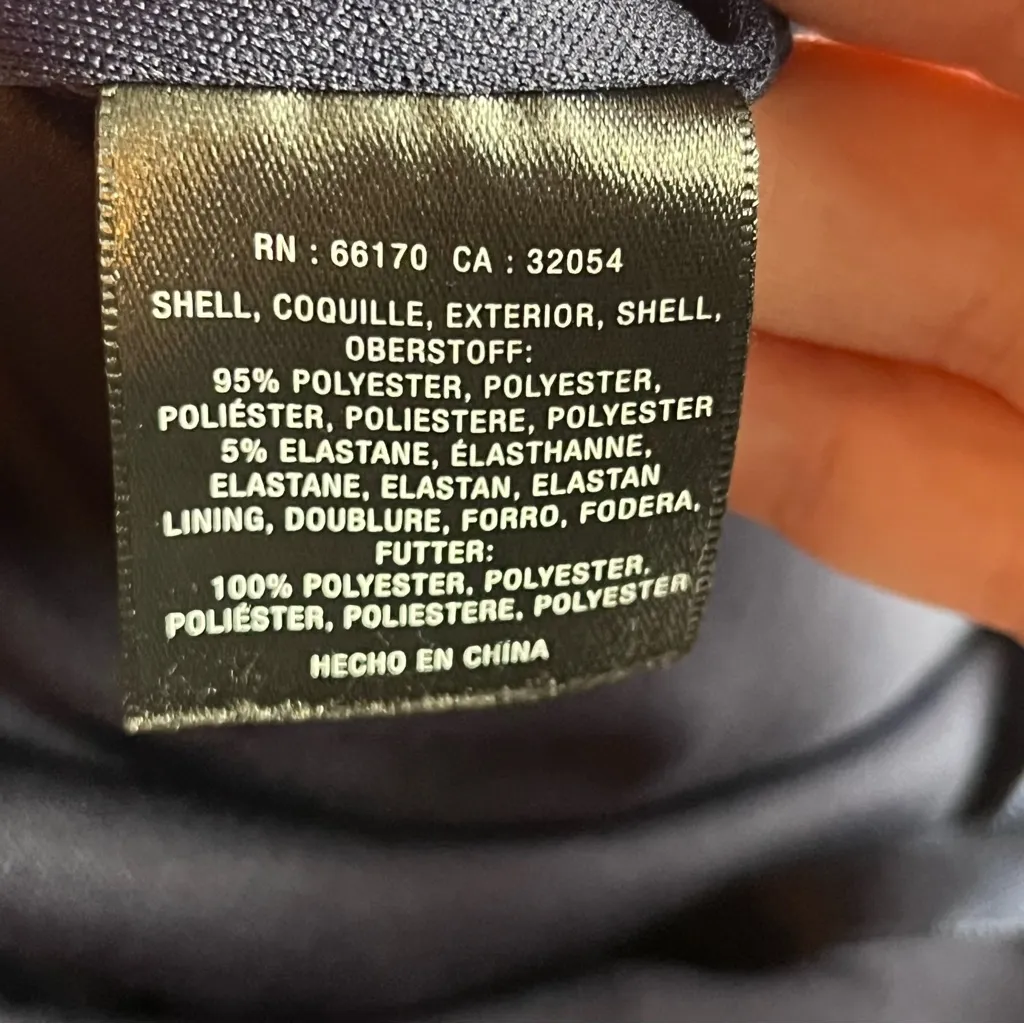 RN : 66170 CA : 32054
SHELL, COQUILLE, EXTERIOR, SHELL,
OBERSTOFF:
95% POLYESTER, POLYESTER,
POLIÉSTER, POLIESTERE, POLYESTER
5% ELASTANE, ÉLASTHANNE,
ELASTANE, ELASTAN, ELASTAN
LINING, DOUBLURE, FORRO, FODERA,
FUTTER:
100% POLYESTER, POLYESTER,
POLIÉSTER, POLIESTERE, POLYESTER
HECHO EN CHINA